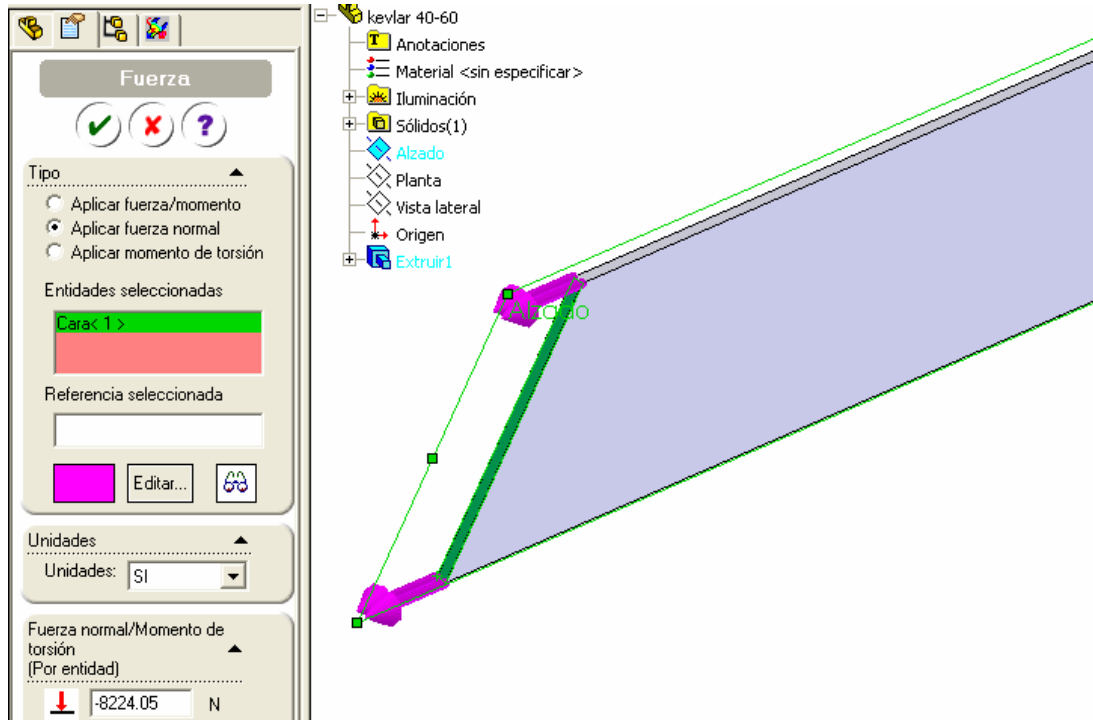 Fuerza
Tipo
Aplicar fuerza/momento
Aplicar fuerza normal
Aplicar momento de torsión
Entidades seleccionadas
Cara< 1 >
Referencia seleccionada
Editar...
Unidades
Unidades: SI
Fuerza normal/Momento de
torsión
(Por entidad)
-8224.05 N
kevlar 40-60
Anotaciones
Material <sin especificar>
Iluminación
Sólidos(1)
Alzado
Planta
Vista lateral
Origen
Extruir1
Alzado